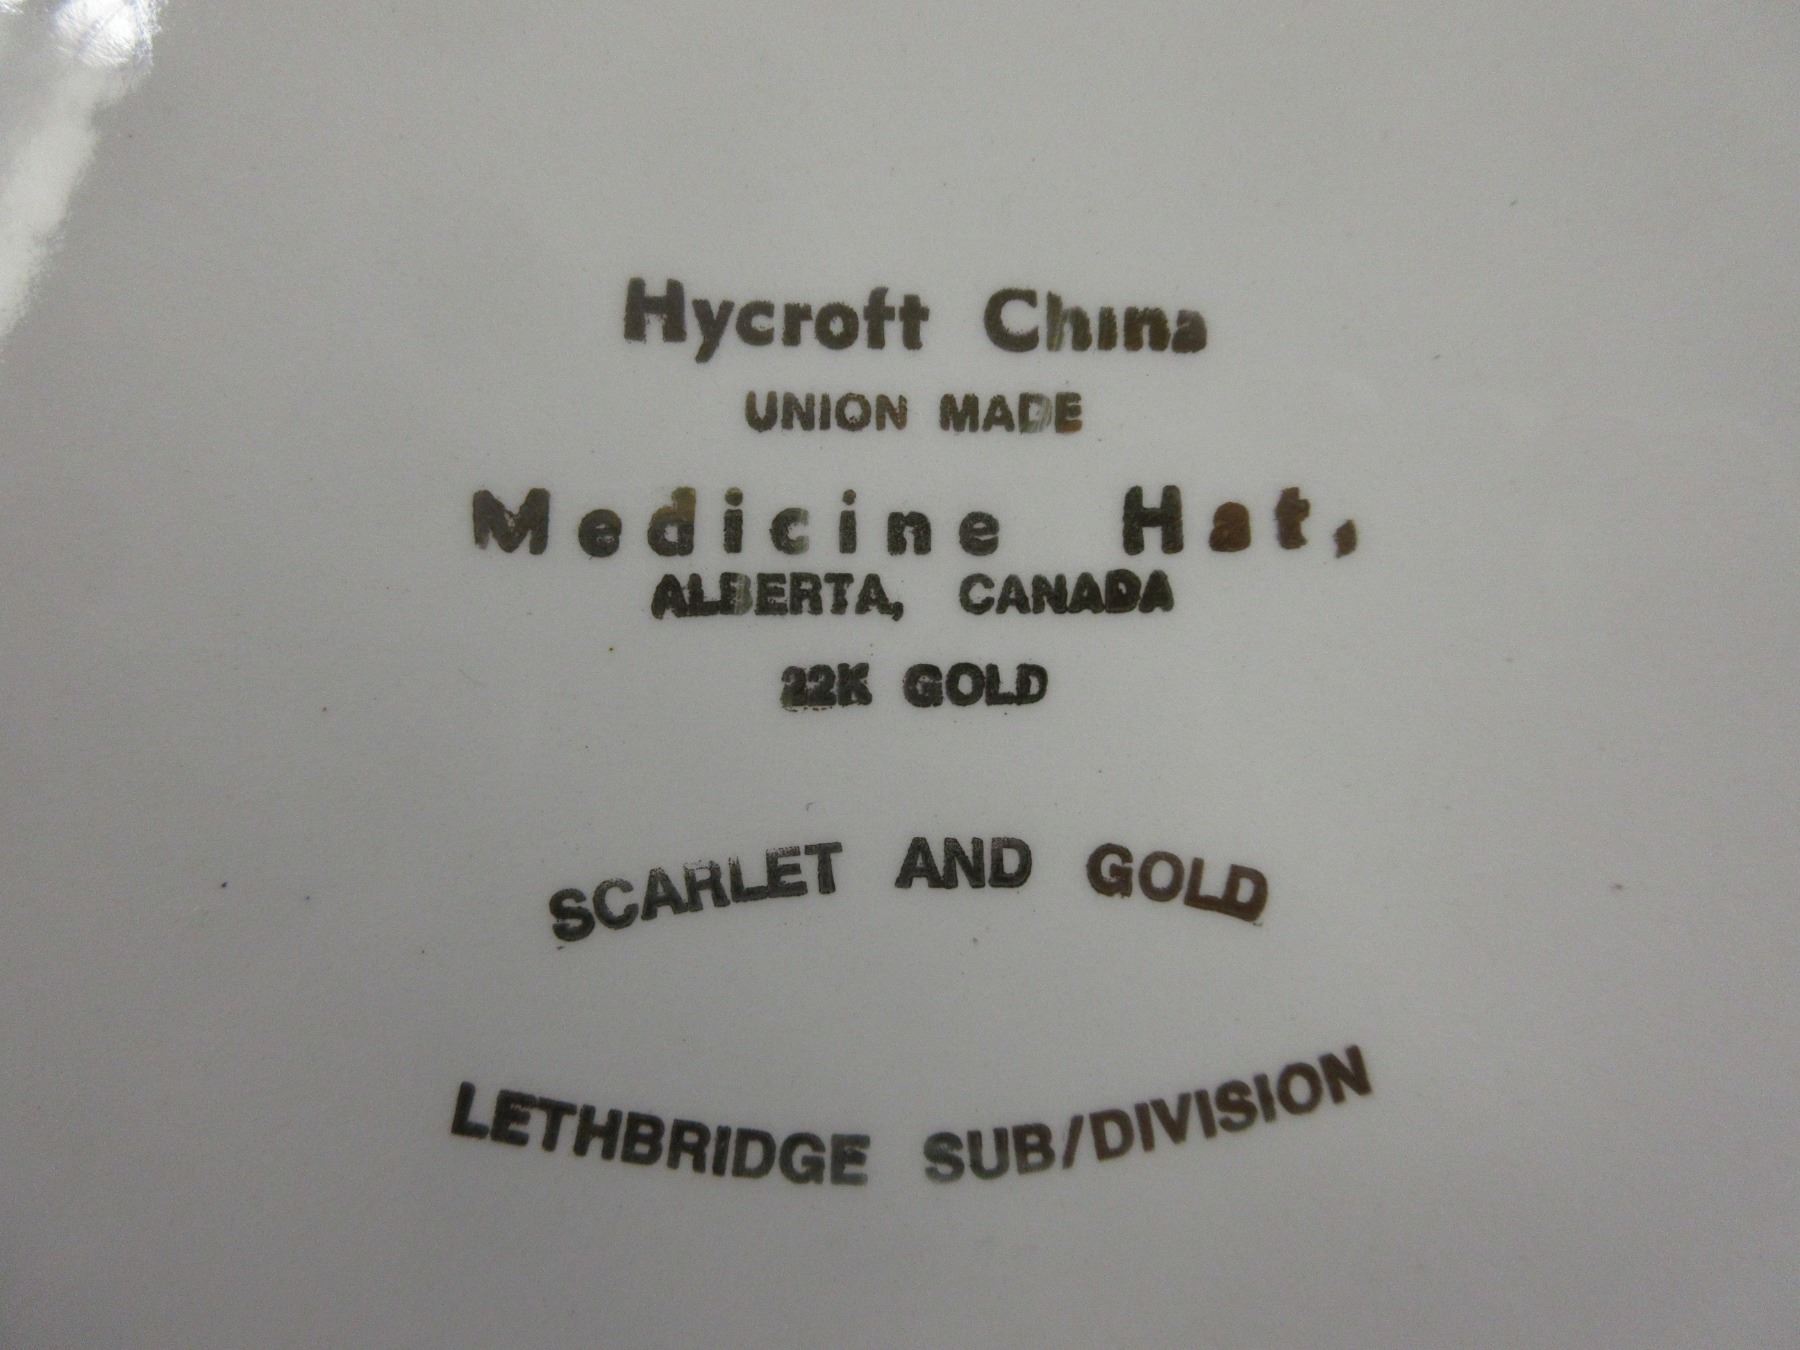 Hycroft China
UNION MADE
Medicine Hat,
ALBERTA, CANADA
22K GOLD
SCARLET AND GOLD
LETHBRIDGE SUB/DIVISION